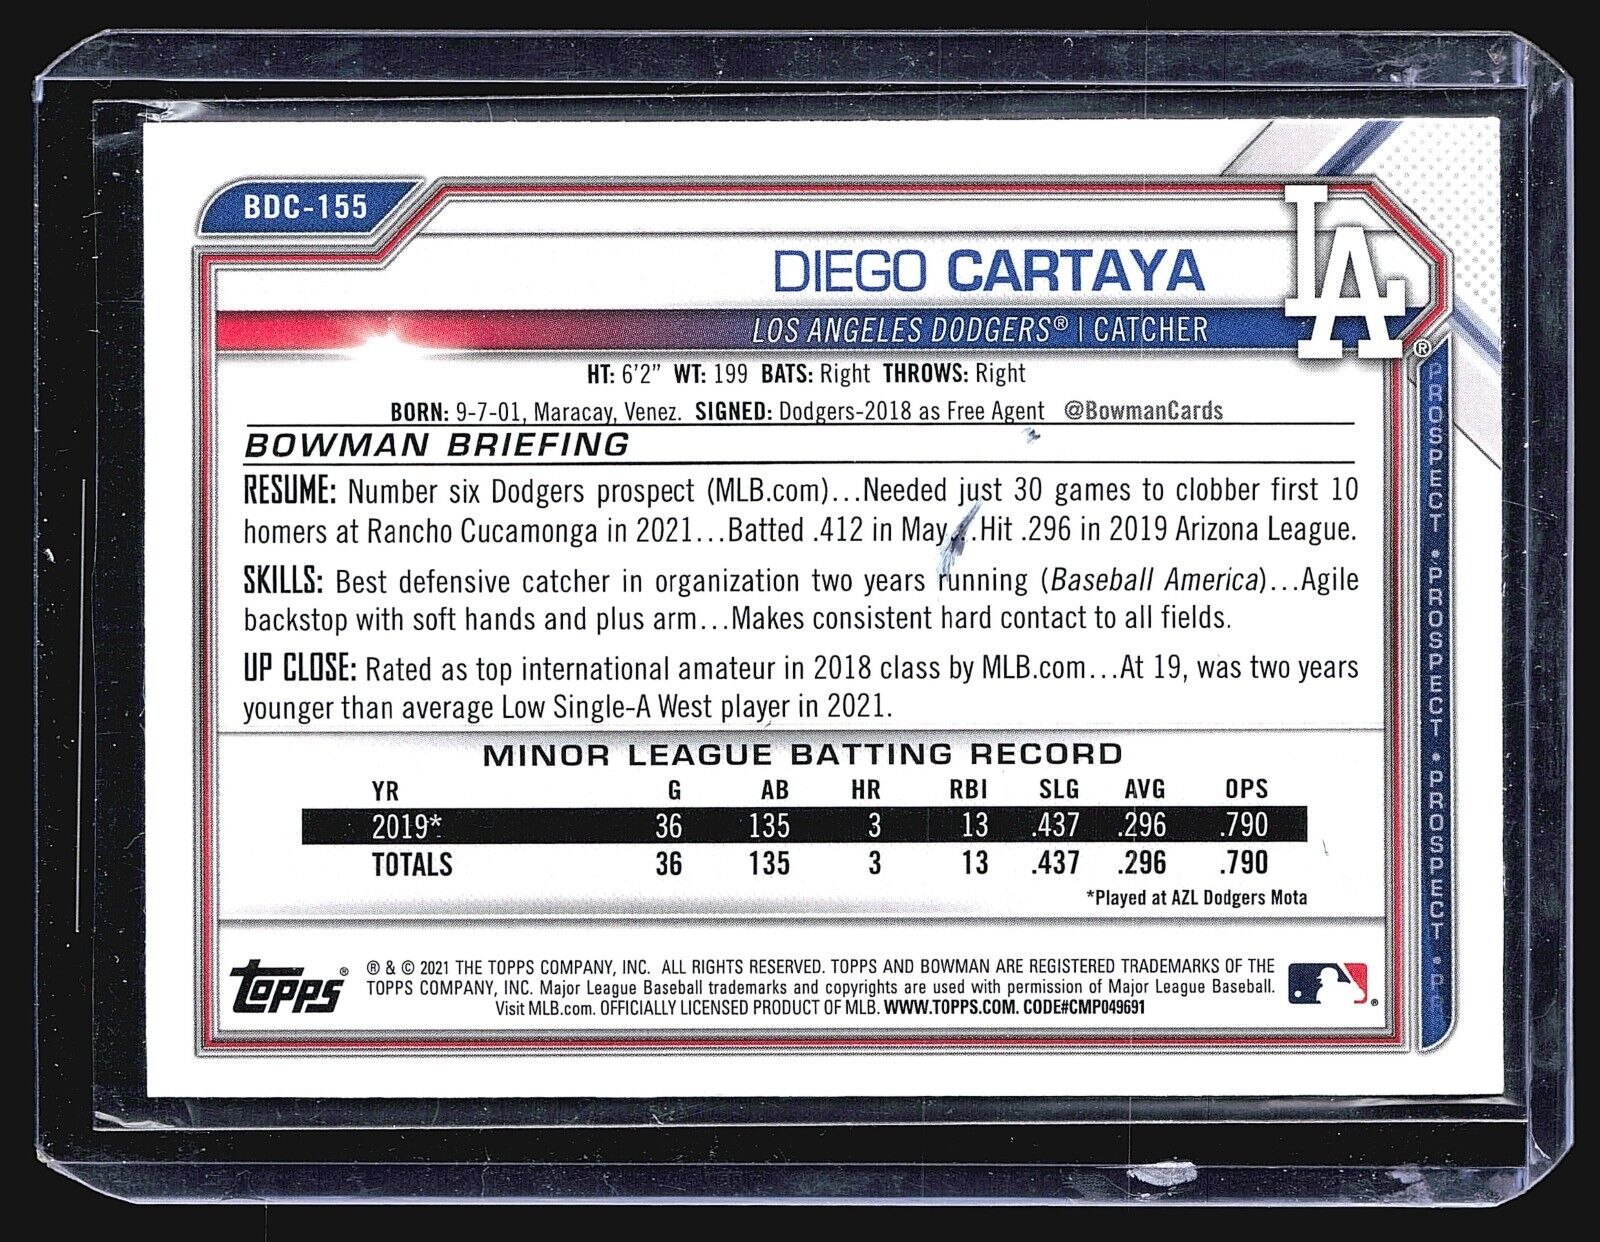 BDC-155
DIEGO CARTAYA
LA
LOS ANGELES DODGERS® | CATCHER
®
HT: 6'2" WT: 199 BATS: Right THROWS: Right
BORN: 9-7-01, Maracay, Venez. SIGNED: Dodgers-2018 as Free Agent @BowmanCards
BOWMAN BRIEFING
RESUME: Number six Dodgers prospect (MLB.com)...Needed just 30 games to clobber first 10
homers at Rancho Cucamonga in 2021...Batted .412 in May...Hit .296 in 2019 Arizona League.
SKILLS: Best defensive catcher in organization two years running (Baseball America)...Agile
backstop with soft hands and plus arm...Makes consistent hard contact to all fields.
UP CLOSE: Rated as top international amateur in 2018 class by MLB.com...At 19, was two years
younger than average Low Single-A West player in 2021.
MINOR LEAGUE BATTING RECORD
YR G AB HR RBI SLG AVG OPS
2019* 36 135 3 13 .437 .296 .790
TOTALS 36 135 3 13 .437 .296 .790
*Played at AZL Dodgers Mota
Topps® ® & © 2021 THE TOPPS COMPANY, INC. ALL RIGHTS RESERVED. TOPPS AND BOWMAN ARE REGISTERED TRADEMARKS OF THE
TOPPS COMPANY, INC. Major League Baseball trademarks and copyrights are used with permission of Major League Baseball.
Visit MLB.com. OFFICIALLY LICENSED PRODUCT OF MLB. WWW.TOPPS.COM. CODE#CMP049691
PROSPECT • PROSPECT • PROSPECT • PR